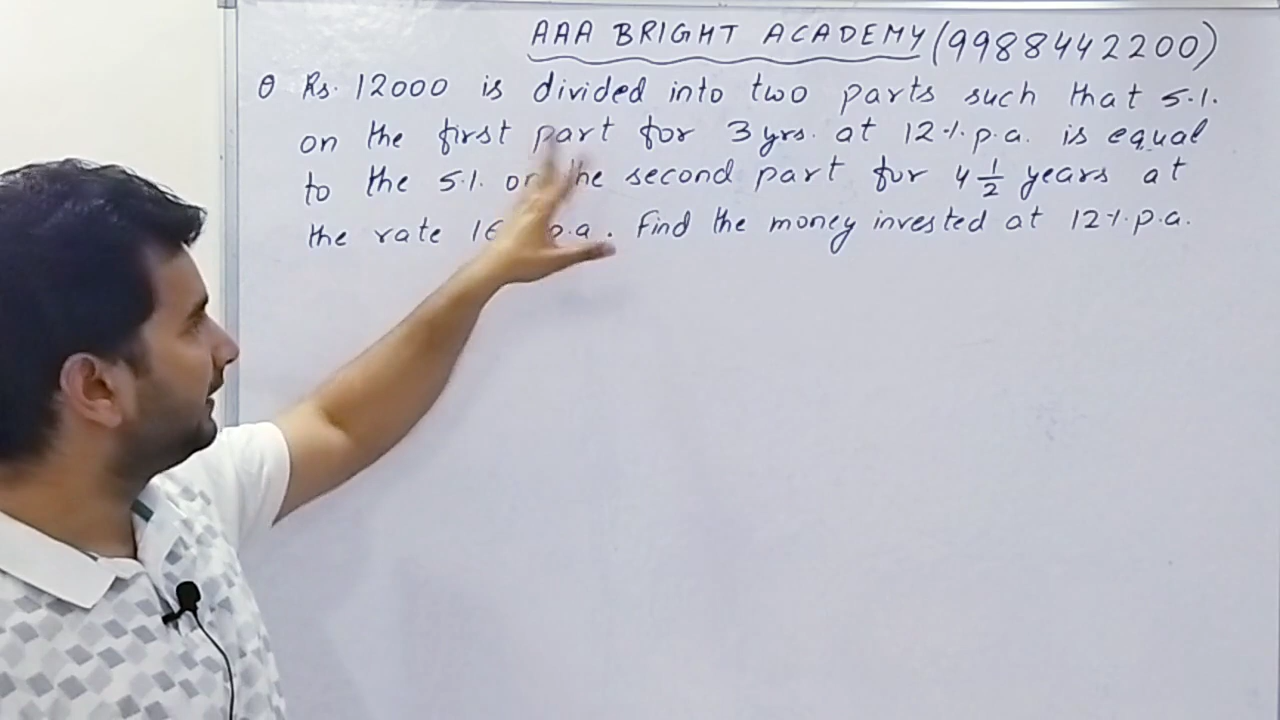 AAA BRIGHT ACADEMY (9988442200)
Q Rs. 12000 is divided into two parts such that S.I.
on the first part for 3 yrs. at 12%. p.a. is equal
to the S.I. on the second part for 4 1/2 years at
the rate p.a. Find the money invested at 12%. p.a.